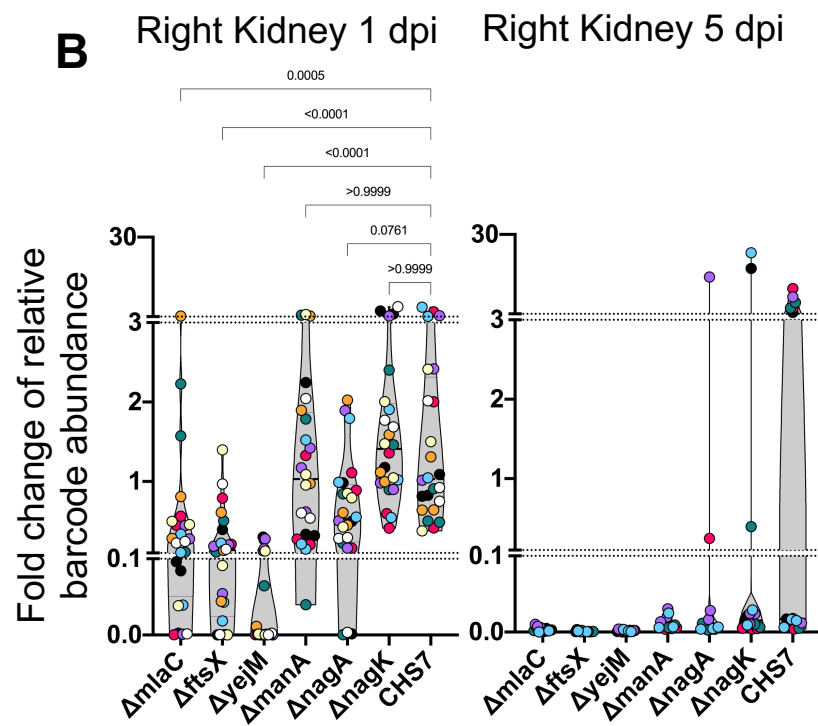 B
Right Kidney 1 dpi
Right Kidney 5 dpi
0.0005
<0.0001
<0.0001
>0.9999
0.0761
>0.9999
Fold change of relative
barcode abundance
30
3
2
1
0.1
0.0
ΔmlaC
ΔftsX
ΔyejM
ΔmanA
ΔnagA
ΔnagK
CHS7
30
3
2
1
0.1
0.0
ΔmlaC
ΔftsX
ΔyejM
ΔmanA
ΔnagA
ΔnagK
CHS7